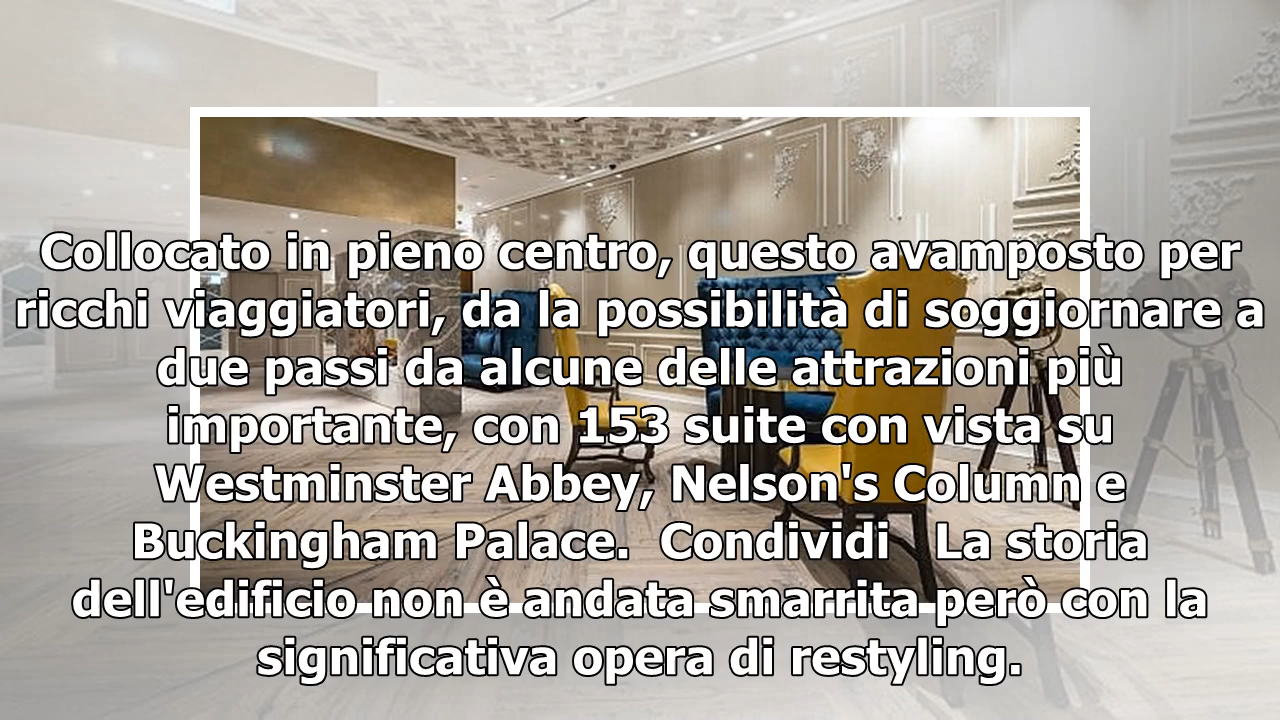 Collocato in pieno centro, questo avamposto per
ricchi viaggiatori, da la possibilità di soggiornare a
due passi da alcune delle attrazioni più
importante, con 153 suite con vista su
Westminster Abbey, Nelson's Column e
Buckingham Palace.  Condividi   La storia
dell'edificio non è andata smarrita però con la
significativa opera di restyling.